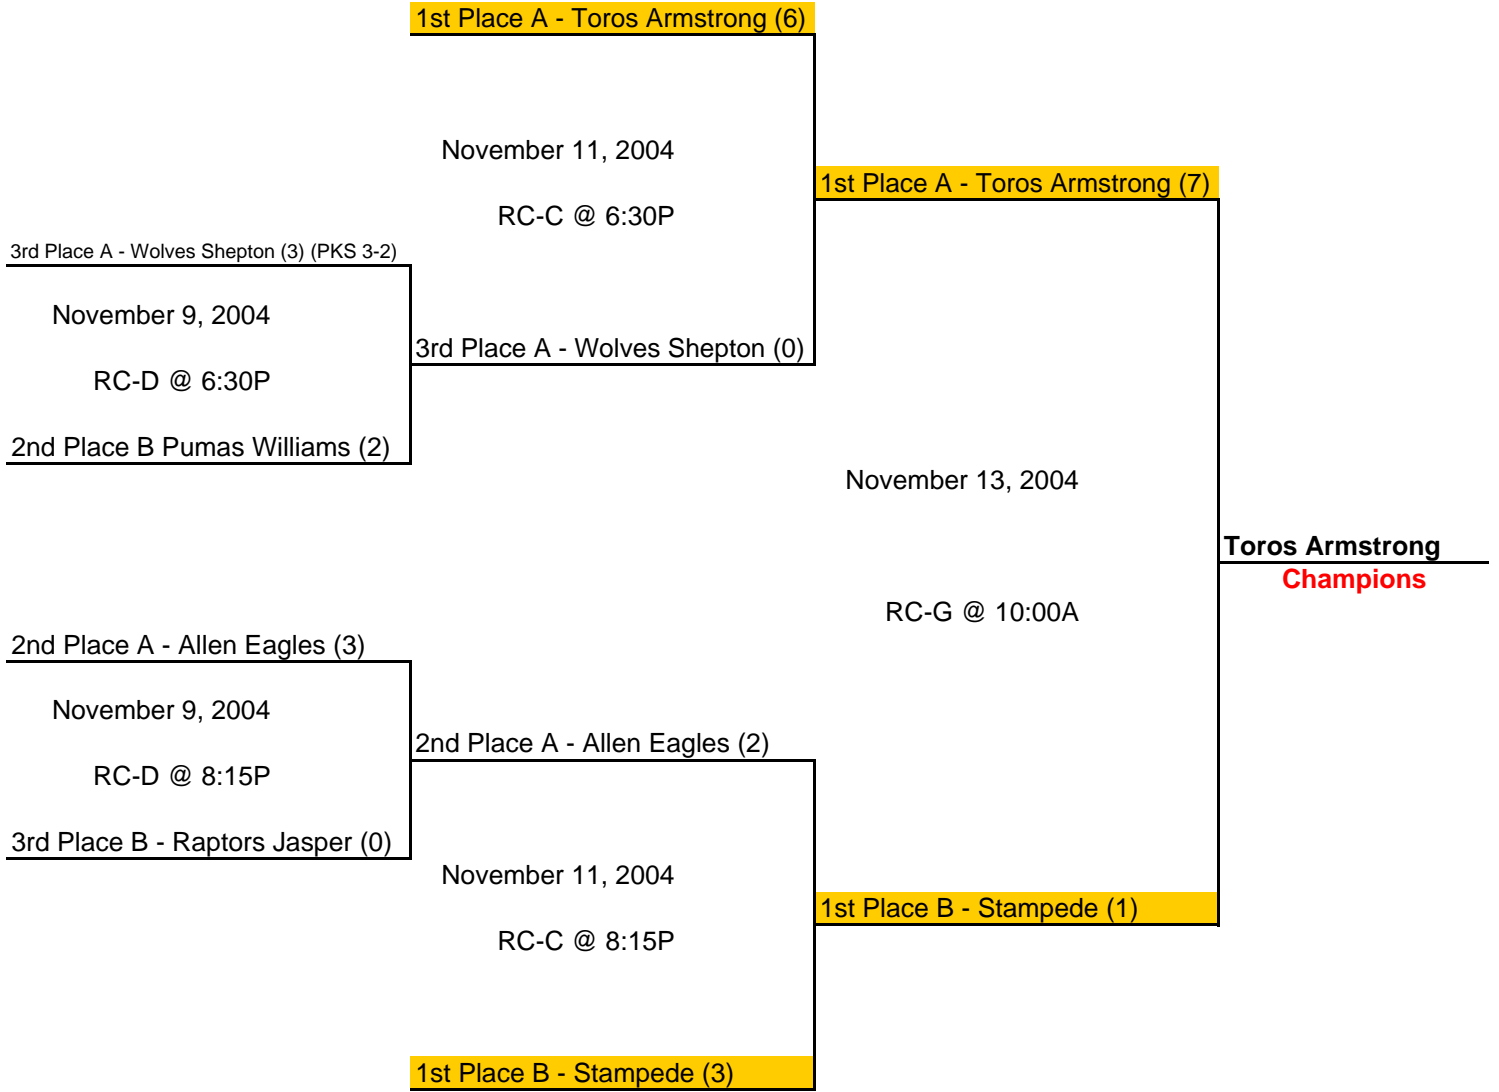 1st Place A - Toros Armstrong (6)
November 11, 2004
1st Place A - Toros Armstrong (7)
RC-C @ 6:30P
3rd Place A - Wolves Shepton (3) (PKS 3-2)
November 9, 2004
3rd Place A - Wolves Shepton (0)
RC-D @ 6:30P
2nd Place B Pumas Williams (2)
November 13, 2004
Toros Armstrong
Champions
RC-G @ 10:00A
2nd Place A - Allen Eagles (3)
November 9, 2004
2nd Place A - Allen Eagles (2)
RC-D @ 8:15P
3rd Place B - Raptors Jasper (0)
November 11, 2004
1st Place B - Stampede (1)
RC-C @ 8:15P
1st Place B - Stampede (3)